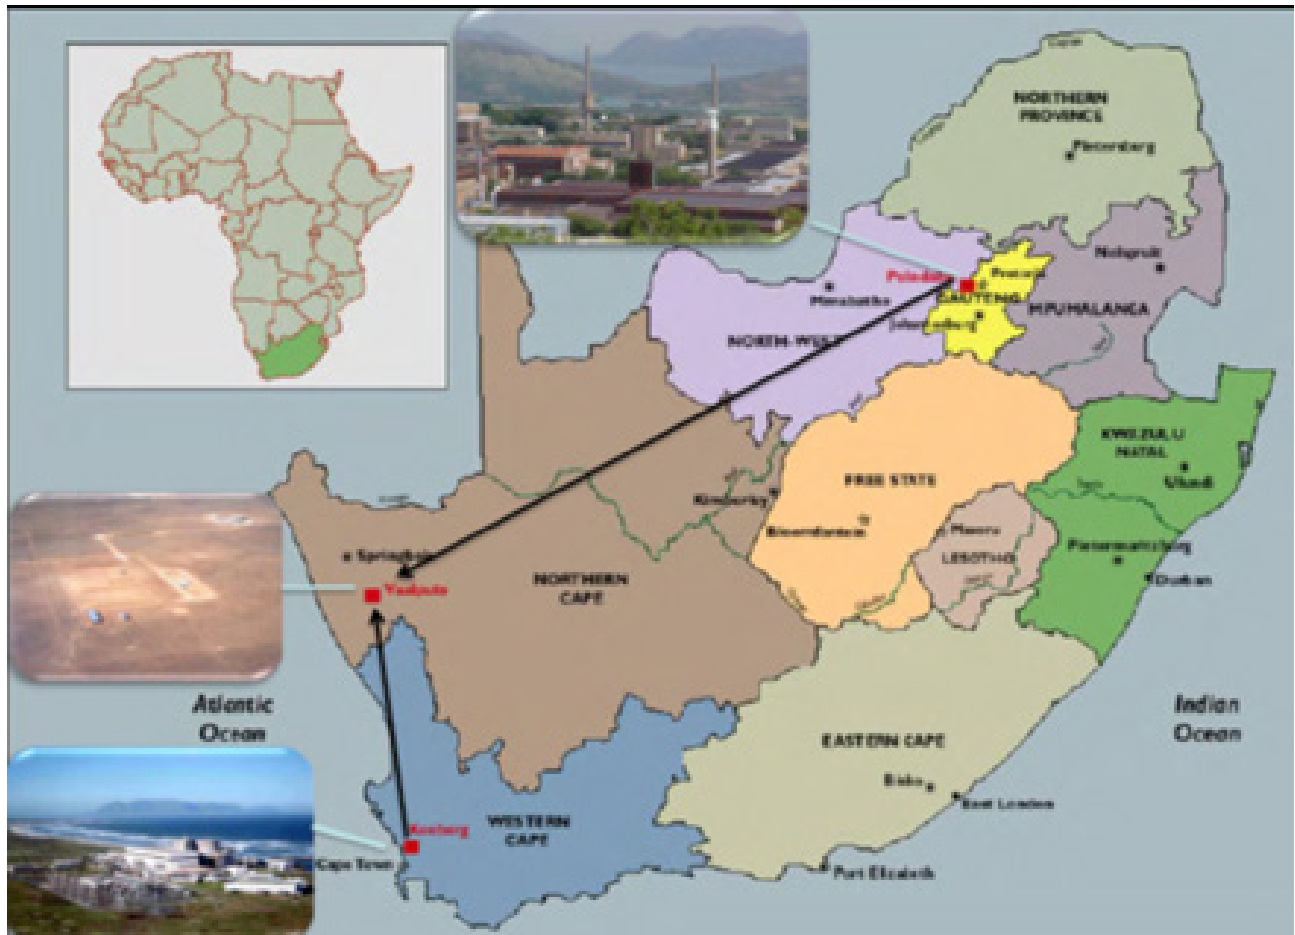 NORTHERN
PROVINCE
Pietersburg
Nelspruit
Pretoria
GAUTENG
Johannesburg
MPUMALANGA
Mmabatho
NORTH-WEST
KWAZULU
NATAL
Ulundi
FREE STATE
Kimberley
Bloemfontein
Maseru
LESOTHO
Pietermaritzburg
Durban
Springbok
Vaalputs
NORTHERN
CAPE
Atlantic
Ocean
Indian
Ocean
EASTERN CAPE
Bisho
East London
Koeberg
WESTERN
CAPE
Cape Town
Port Elizabeth